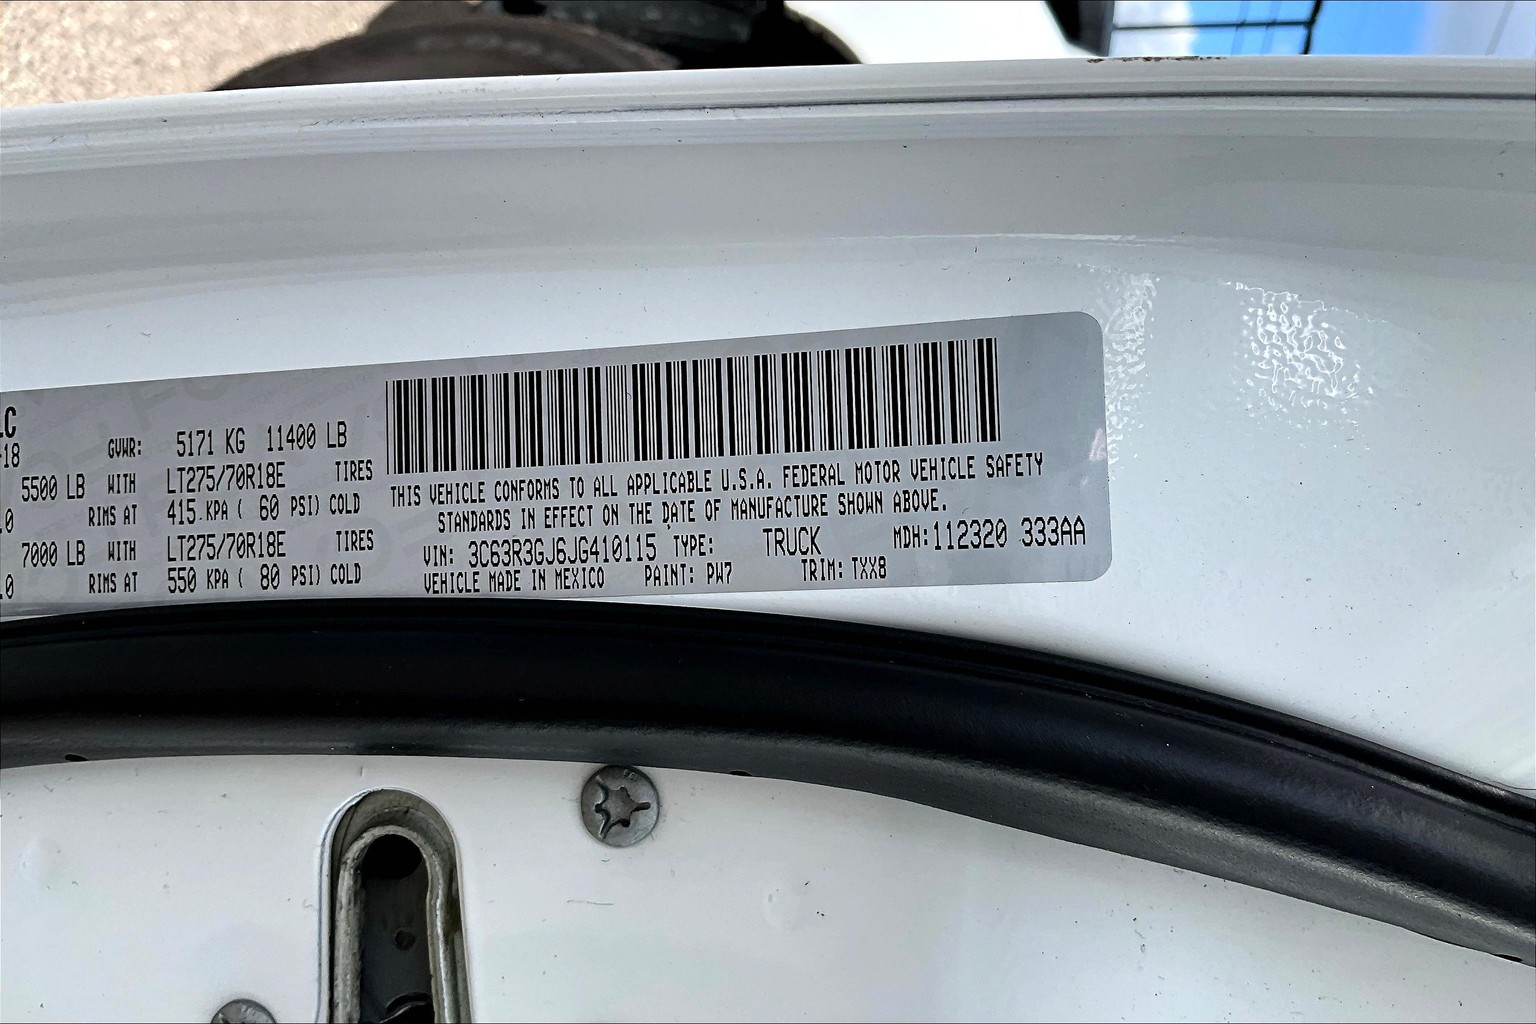 LC
-18
GVWR: 5171 KG 11400 LB
5500 LB WITH LT275/70R18E TIRES
.0 RIMS AT 415 KPA ( 60 PSI) COLD
7000 LB WITH LT275/70R18E TIRES
.0 RIMS AT 550 KPA ( 80 PSI) COLD
THIS VEHICLE CONFORMS TO ALL APPLICABLE U.S.A. FEDERAL MOTOR VEHICLE SAFETY
STANDARDS IN EFFECT ON THE DATE OF MANUFACTURE SHOWN ABOVE.
VIN: 3C63R3GJ6JG410115 TYPE: TRUCK MDH:112320 333AA
VEHICLE MADE IN MEXICO PAINT: PW7 TRIM: TXX8